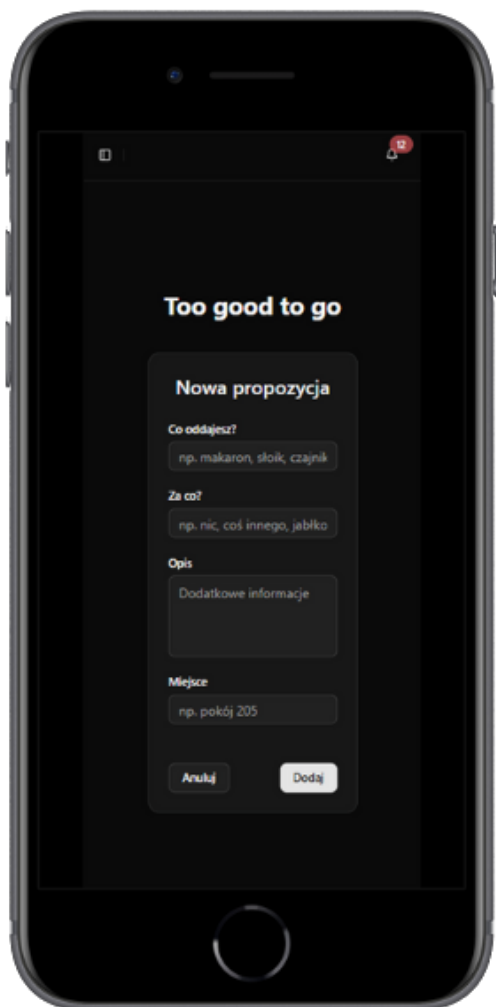 12
Too good to go
Nowa propozycja
Co oddajesz?
np. makaron, słoik, czajnik
Za co?
np. nic, coś innego, jabłko
Opis
Dodatkowe informacje
Miejsce
np. pokój 205
Anuluj
Dodaj